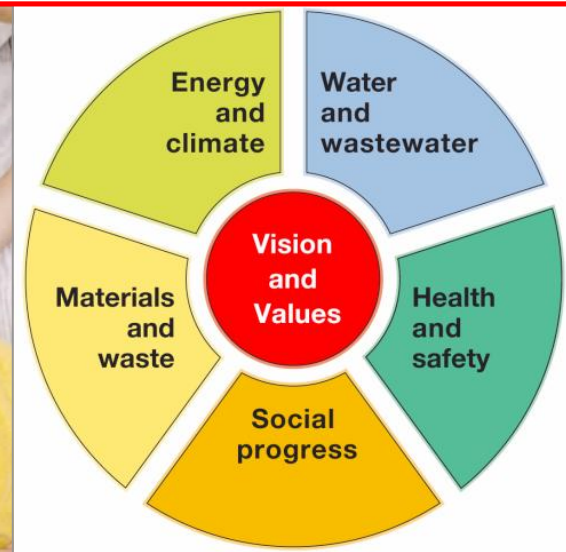 Energy
and
climate
Water
and
wastewater
Vision
and
Values
Materials
and
waste
Health
and
safety
Social
progress